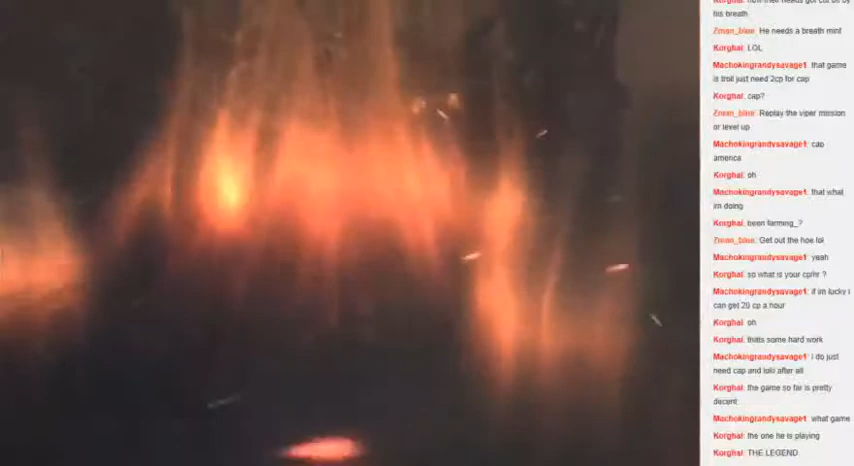 his breath
Zman_blue: He needs a breath mint
Korghal: LOL
Machokingrandysavage1: that game
is troll just need 2cp for cap
Korghal: cap?
Zman_blue: Replay the viper mission
or level up
Machokingrandysavage1: cap
america
Korghal: oh
Machokingrandysavage1: that what
im doing
Korghal: been farming_?
Zman_blue: Get out the hoe lol
Machokingrandysavage1: yeah
Korghal: so what is your cp/hr ?
Machokingrandysavage1: if im lucky i
can get 20 cp a hour
Korghal: oh
Korghal: thats some hard work
Machokingrandysavage1: i do just
need cap and loki after all
Korghal: the game so far is pretty
decent
Machokingrandysavage1: what game
Korghal: the one he is playing
Korghal: THE LEGEND